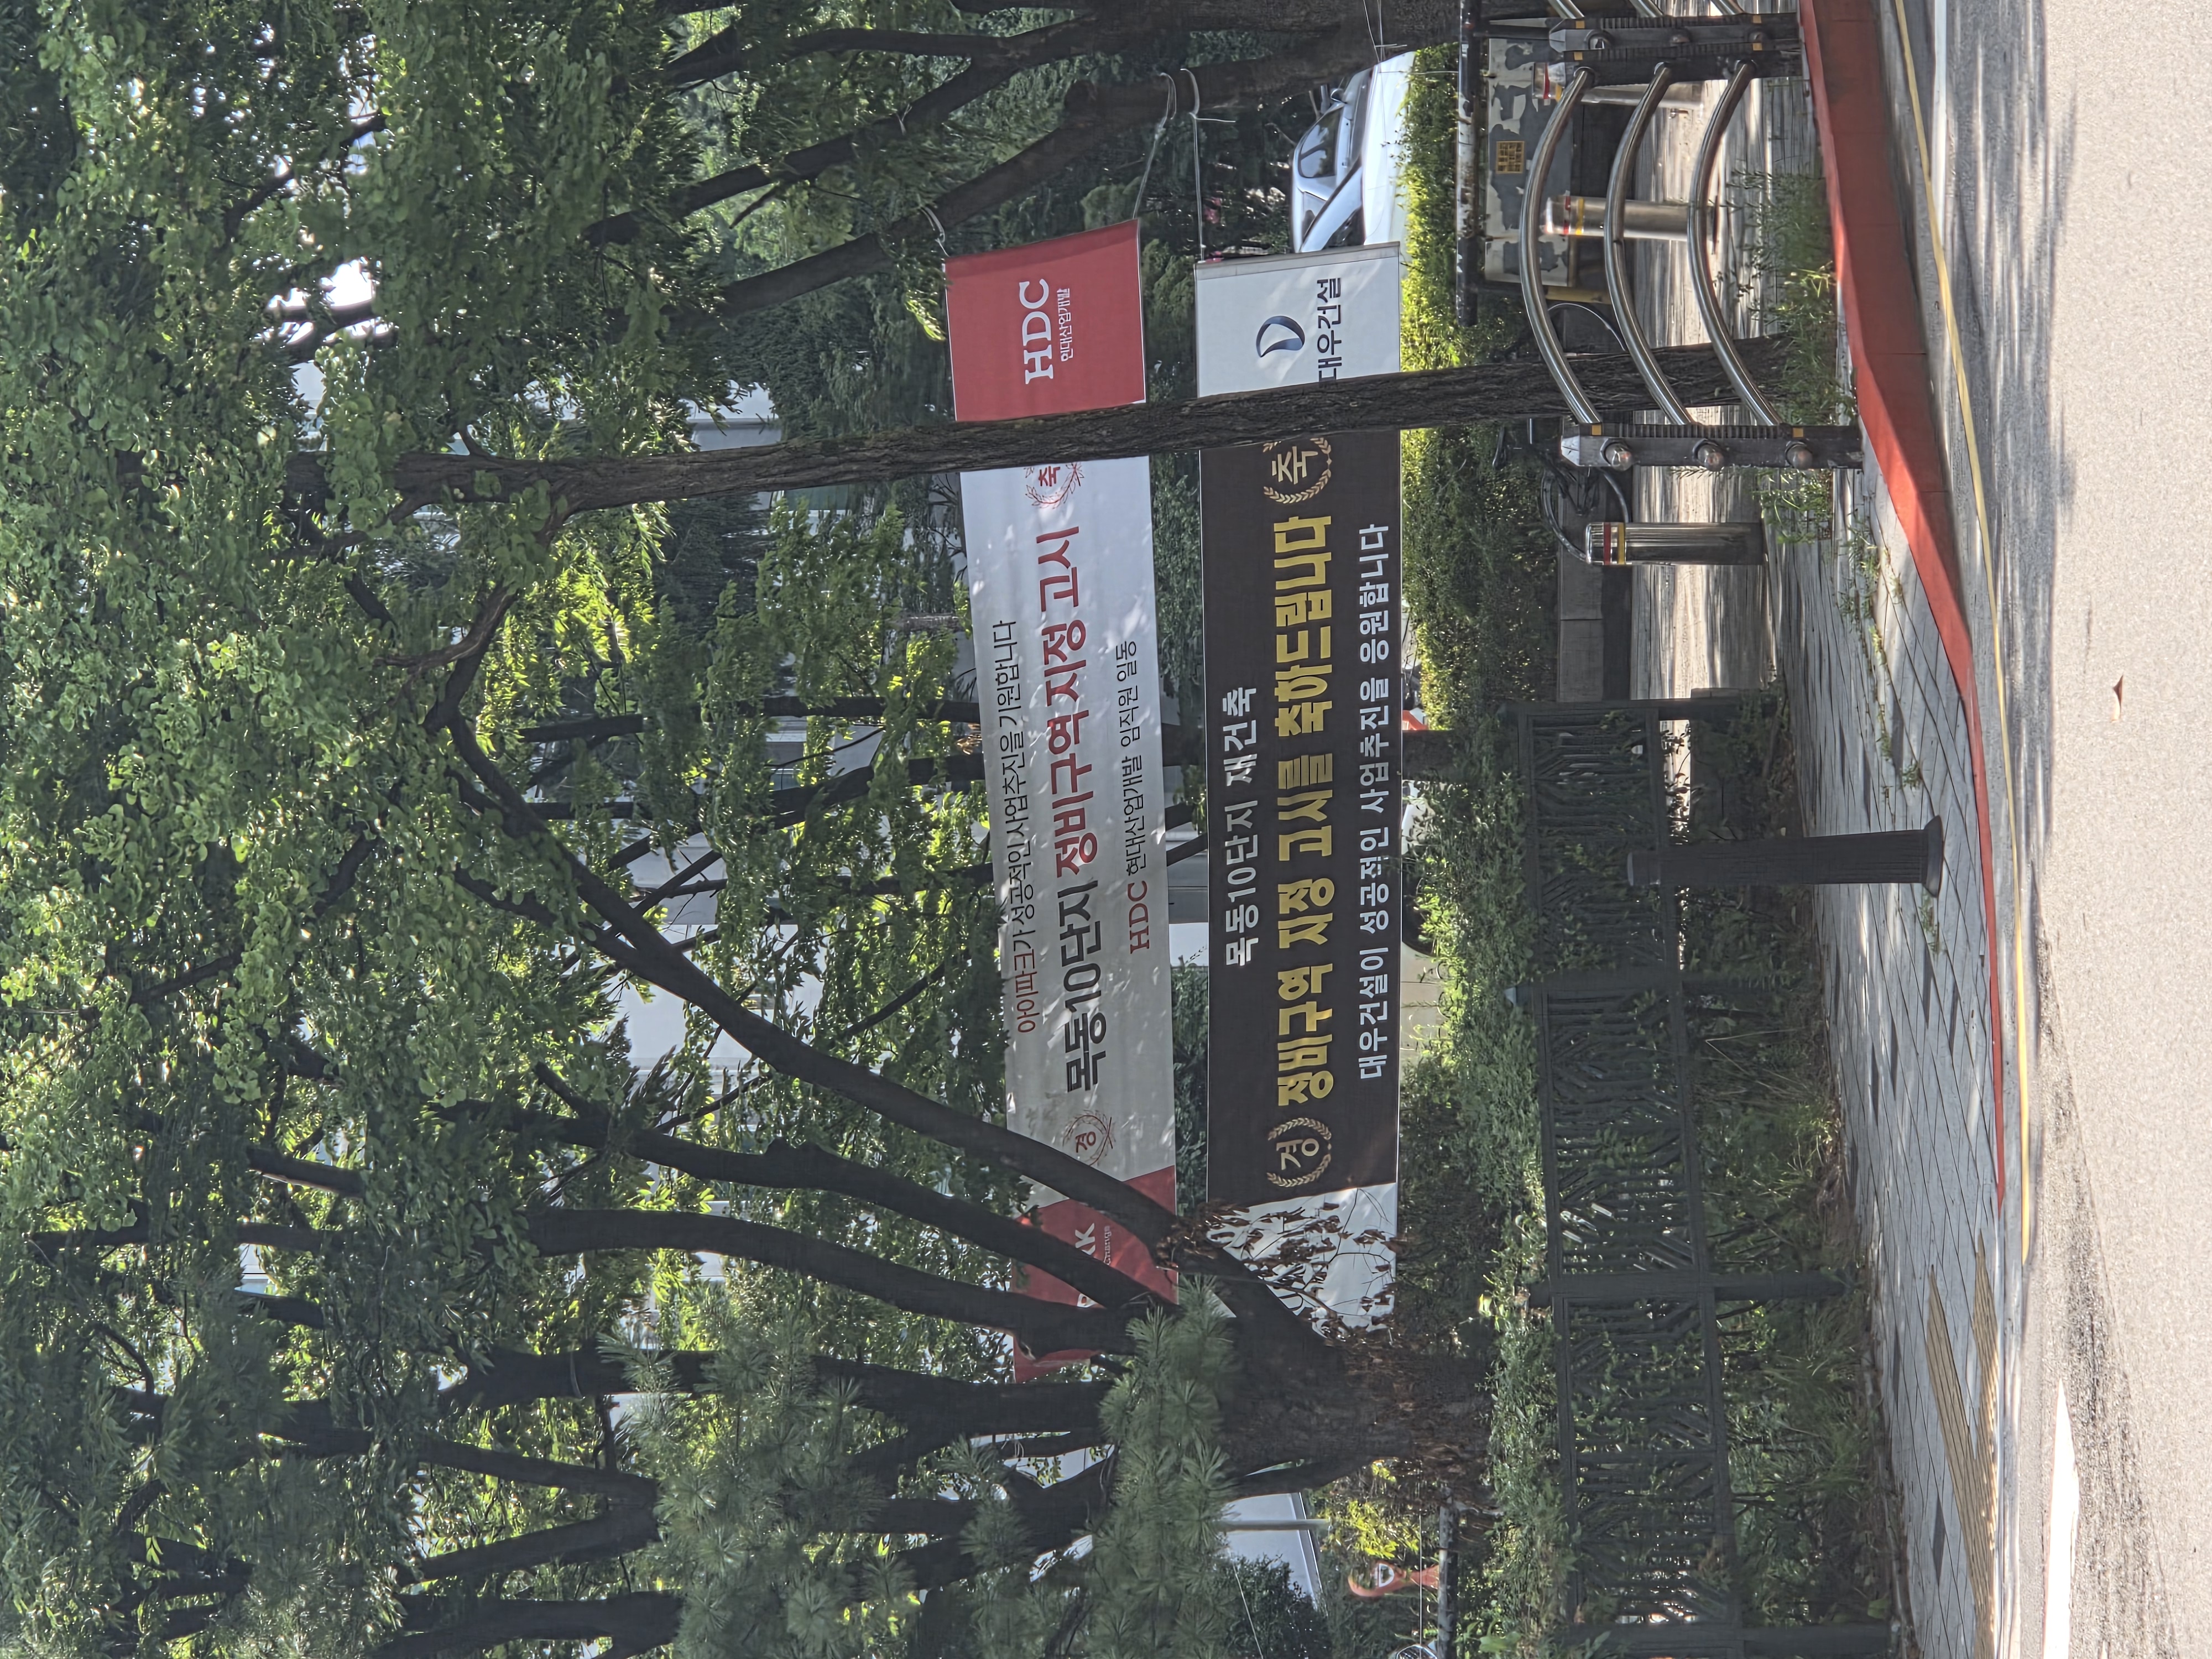 아이파크가 성공적인 사업추진을 기원합니다
경 목동10단지 정비구역 지정 고시 축
HDC 현대산업개발 임직원 일동
HDC
현대산업개발
목동10단지 재건축
경 정비구역 지정 고시를 축하드립니다 축
대우건설이 성공적인 사업추진을 응원합니다
대우건설